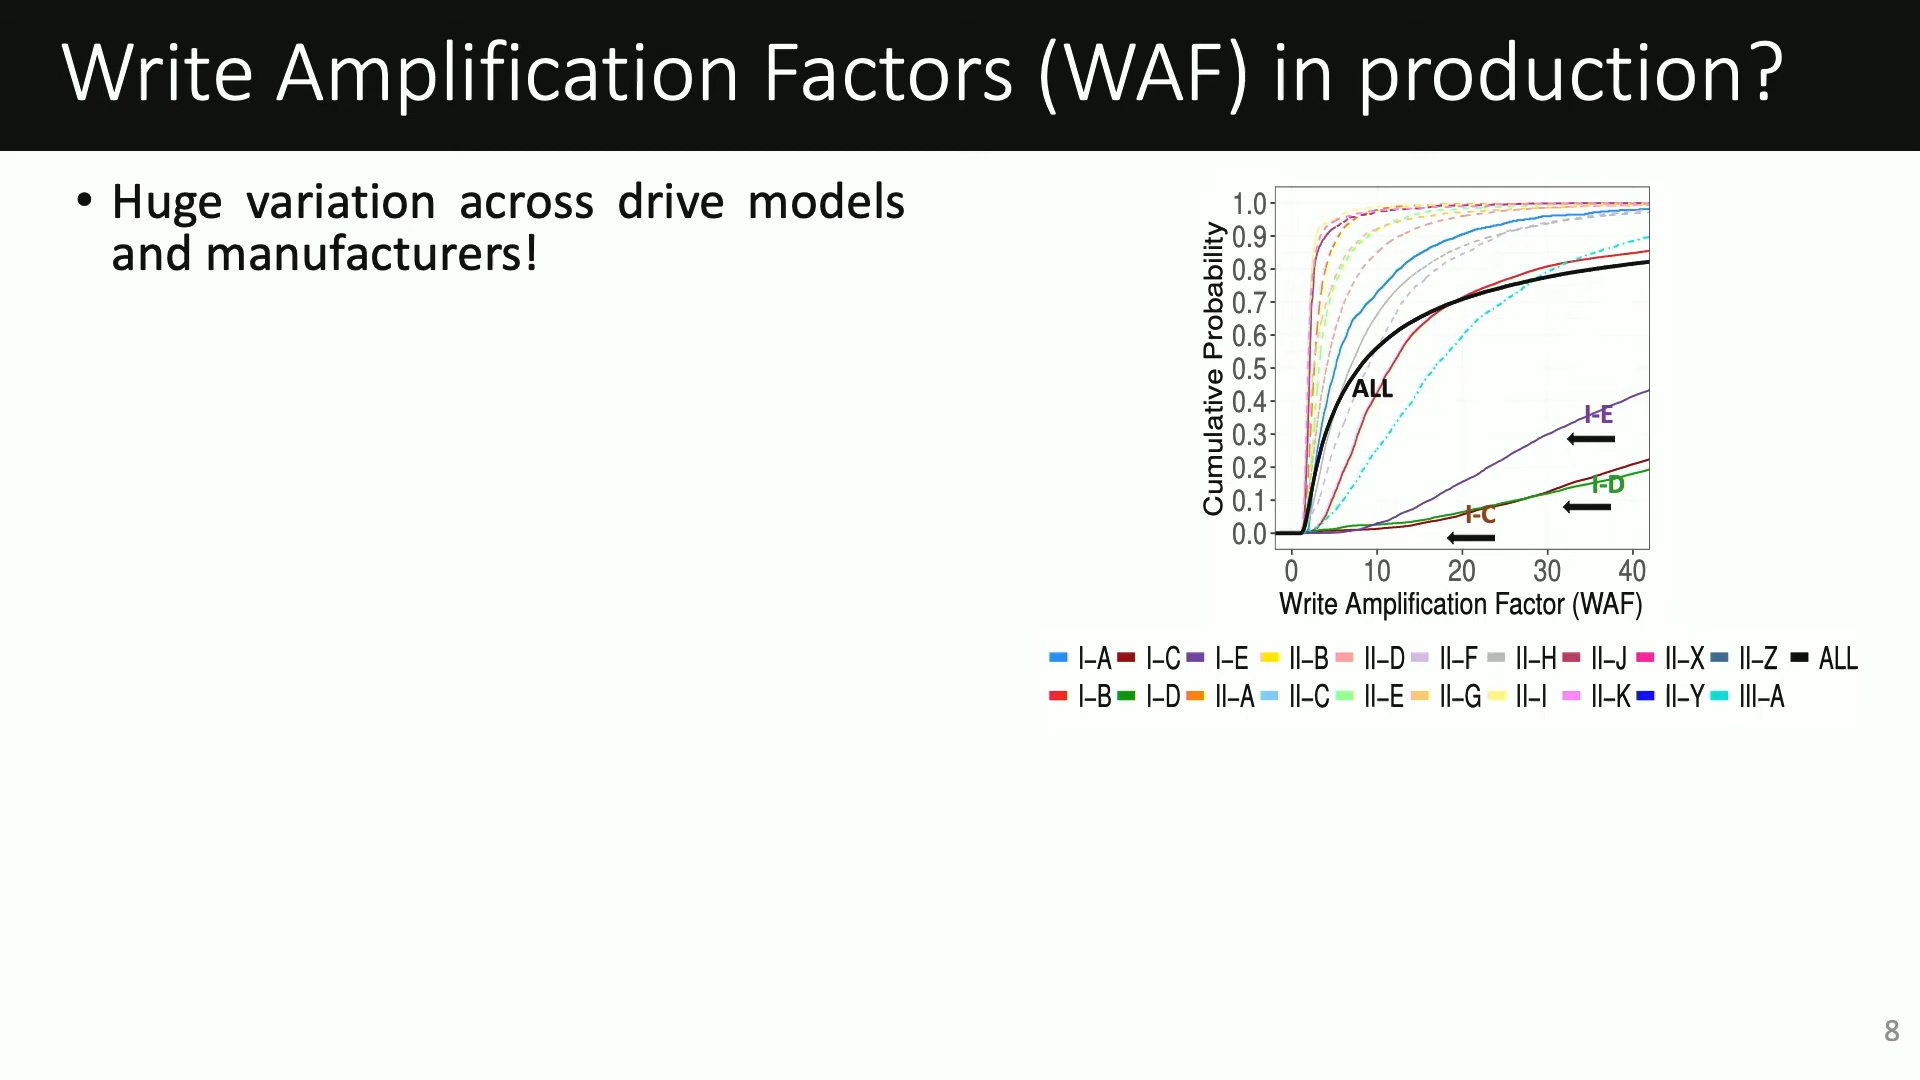 Write Amplification Factors (WAF) in production?
• Huge variation across drive models
and manufacturers!
Cumulative Probability
1.0
0.9
0.8
0.7
0.6
0.5
0.4
0.3
0.2
0.1
0.0
ALL
I-E
I-D
I-C
0 10 20 30 40
Write Amplification Factor (WAF)
I–A I–C I–E II–B II–D II–F II–H II–J II–X II–Z ALL
I–B I–D II–A II–C II–E II–G II–I II–K II–Y III–A
8